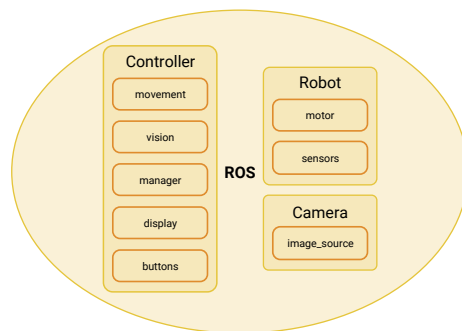 Controller
movement
vision
manager
display
buttons
ROS
Robot
motor
sensors
Camera
image_source